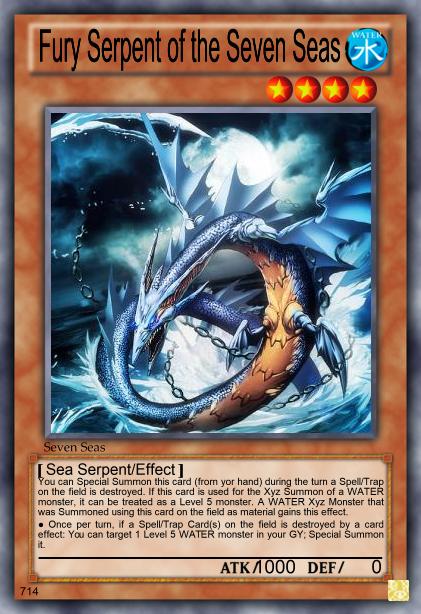 Fury Serpent of the Seven Seas
WATER
水
Seven Seas
[ Sea Serpent/Effect ]
You can Special Summon this card (from yor hand) during the turn a Spell/Trap
on the field is destroyed. If this card is used for the Xyz Summon of a WATER
monster, it can be treated as a Level 5 monster. A WATER Xyz Monster that
was Summoned using this card on the field as material gains this effect.
● Once per turn, if a Spell/Trap Card(s) on the field is destroyed by a card
effect: You can target 1 Level 5 WATER monster in your GY; Special Summon
it.
ATK/1000 DEF/ 0
714